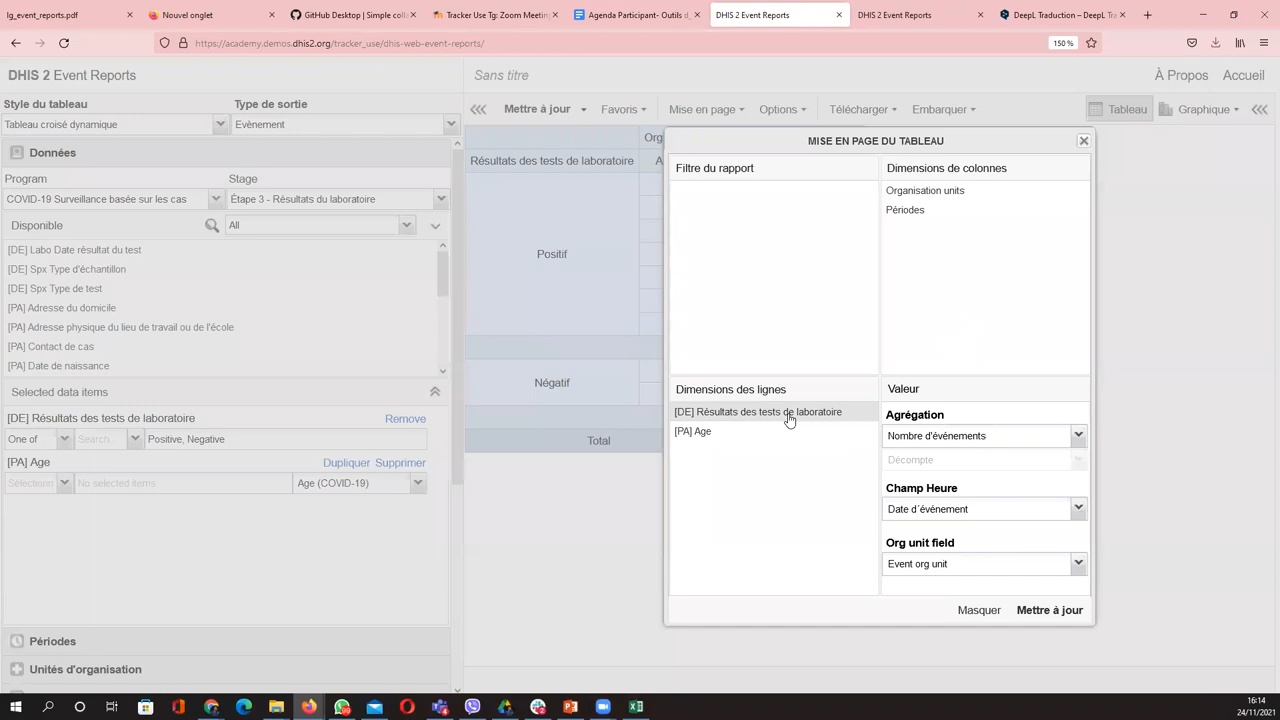 lg_event_reports.pdf
Nouvel onglet
GitHub Desktop | Simple colla
Tracker Use Tg: Zoom Meetin
Agenda Participant- Outils d
DHIS 2 Event Reports
DHIS 2 Event Reports
DeepL Traduction – DeepL Tra
https://academy.demos.dhis2.org/tracker_use/dhis-web-event-reports/
150 %
DHIS 2 Event Reports
Sans titre
À Propos
Accueil
Style du tableau
Type de sortie
Tableau croisé dynamique
Evènement
Mettre à jour
Favoris
Mise en page
Options
Télécharger
Embarquer
Tableau
Graphique
Données
Program
Stage
COVID-19 Surveillance basée sur les cas
Étape 3 - Résultats du laboratoire
Disponible
All
[DE] Labo Date résultat du test
[DE] Spx Type d'échantillon
[DE] Spx Type de test
[PA] Adresse du domicile
[PA] Adresse physique du lieu de travail ou de l'école
[PA] Contact de cas
[PA] Date de naissance
Selected data items
[DE] Résultats des tests de laboratoire
Remove
One of
Search...
Positive, Negative
[PA] Age
Dupliquer
Supprimer
Sélectionn
No selected items
Age (COVID-19)
Périodes
Unités d'organisation
Org
Résultats des tests de laboratoire
A
Positif
Négatif
Total
MISE EN PAGE DU TABLEAU
Filtre du rapport
Dimensions de colonnes
Organisation units
Périodes
Dimensions des lignes
[DE] Résultats des tests de laboratoire
[PA] Age
Valeur
Agrégation
Nombre d'événements
Décompte
Champ Heure
Date d´événement
Org unit field
Event org unit
Masquer
Mettre à jour
16:14
24/11/2021